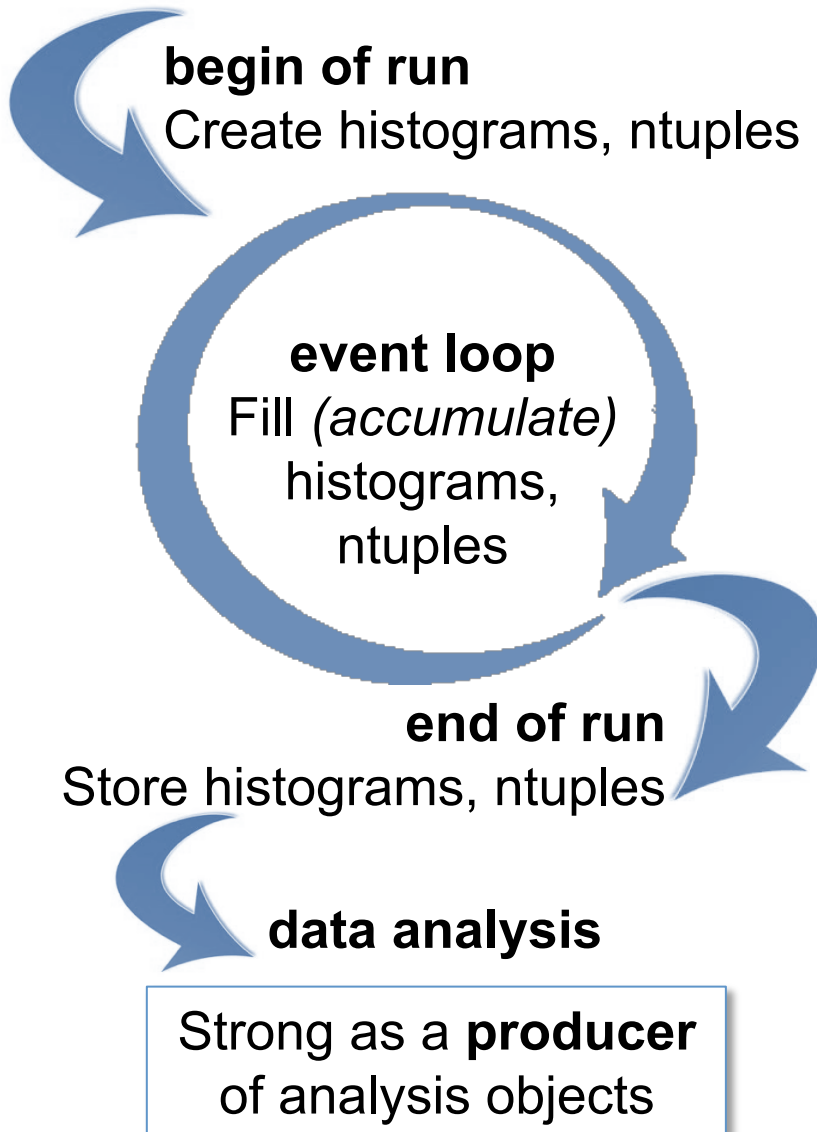 begin of run
Create histograms, ntuples
event loop
Fill (accumulate)
histograms,
ntuples
end of run
Store histograms, ntuples
data analysis
Strong as a producer
of analysis objects